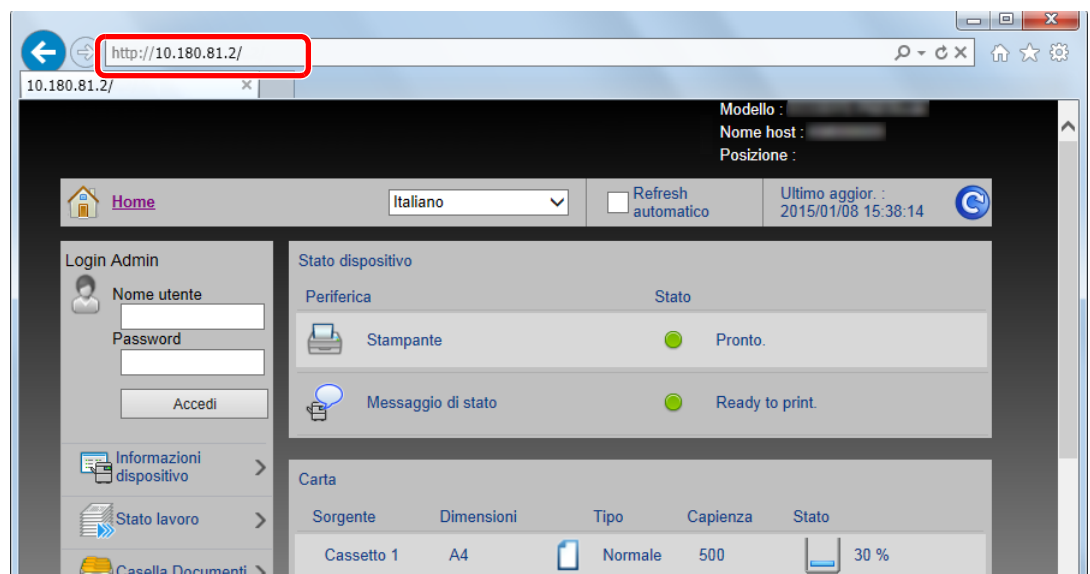 http://10.180.81.2/
10.180.81.2/
Modello :
Nome host :
Posizione :
Home
Italiano
Refresh
automatico
Ultimo aggior. :
2015/01/08 15:38:14
Login Admin
Nome utente
Password
Accedi
Informazioni
dispositivo
Stato lavoro
Casella Documenti
Stato dispositivo
Periferica Stato
Stampante Pronto.
Messaggio di stato Ready to print.
Carta
Sorgente Dimensioni Tipo Capienza Stato
Cassetto 1 A4 Normale 500 30 %